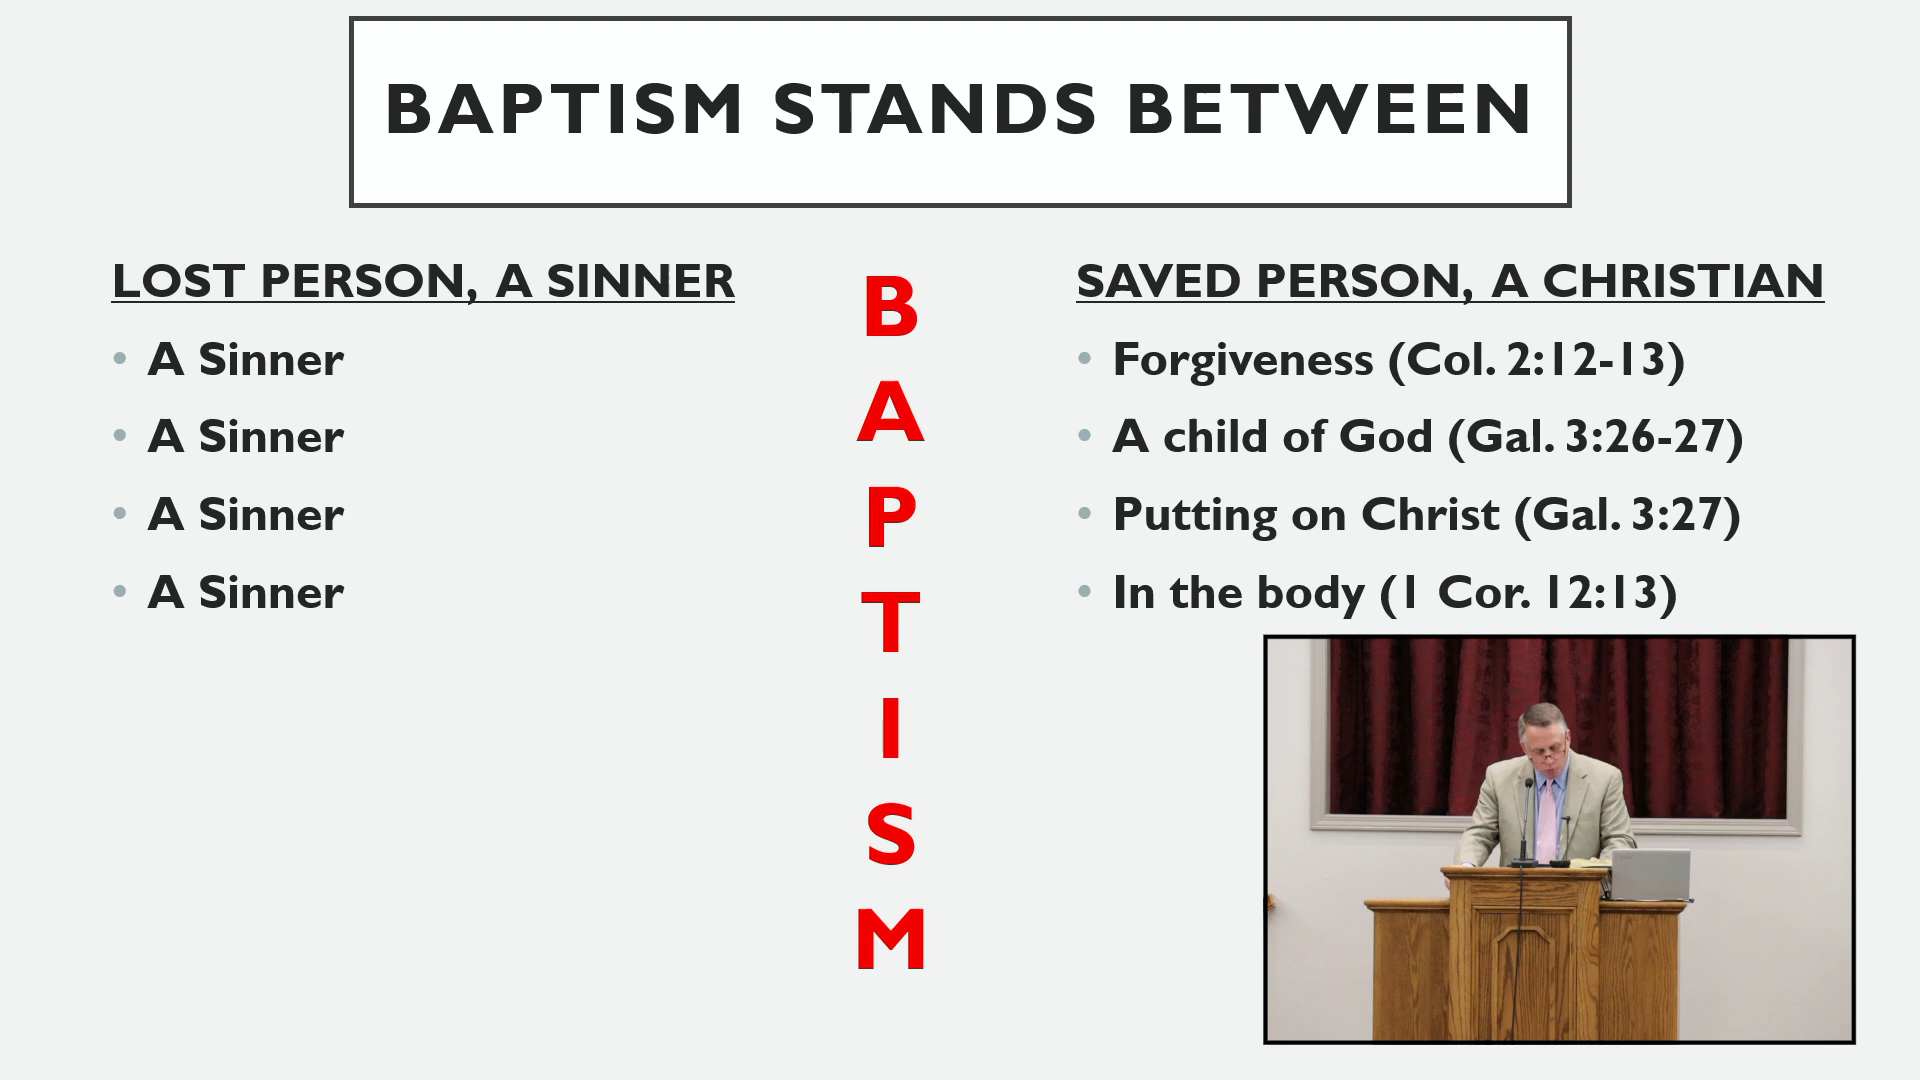 BAPTISM STANDS BETWEEN
LOST PERSON, A SINNER
• A Sinner
• A Sinner
• A Sinner
• A Sinner
B
A
P
T
I
S
M
SAVED PERSON, A CHRISTIAN
• Forgiveness (Col. 2:12-13)
• A child of God (Gal. 3:26-27)
• Putting on Christ (Gal. 3:27)
• In the body (1 Cor. 12:13)